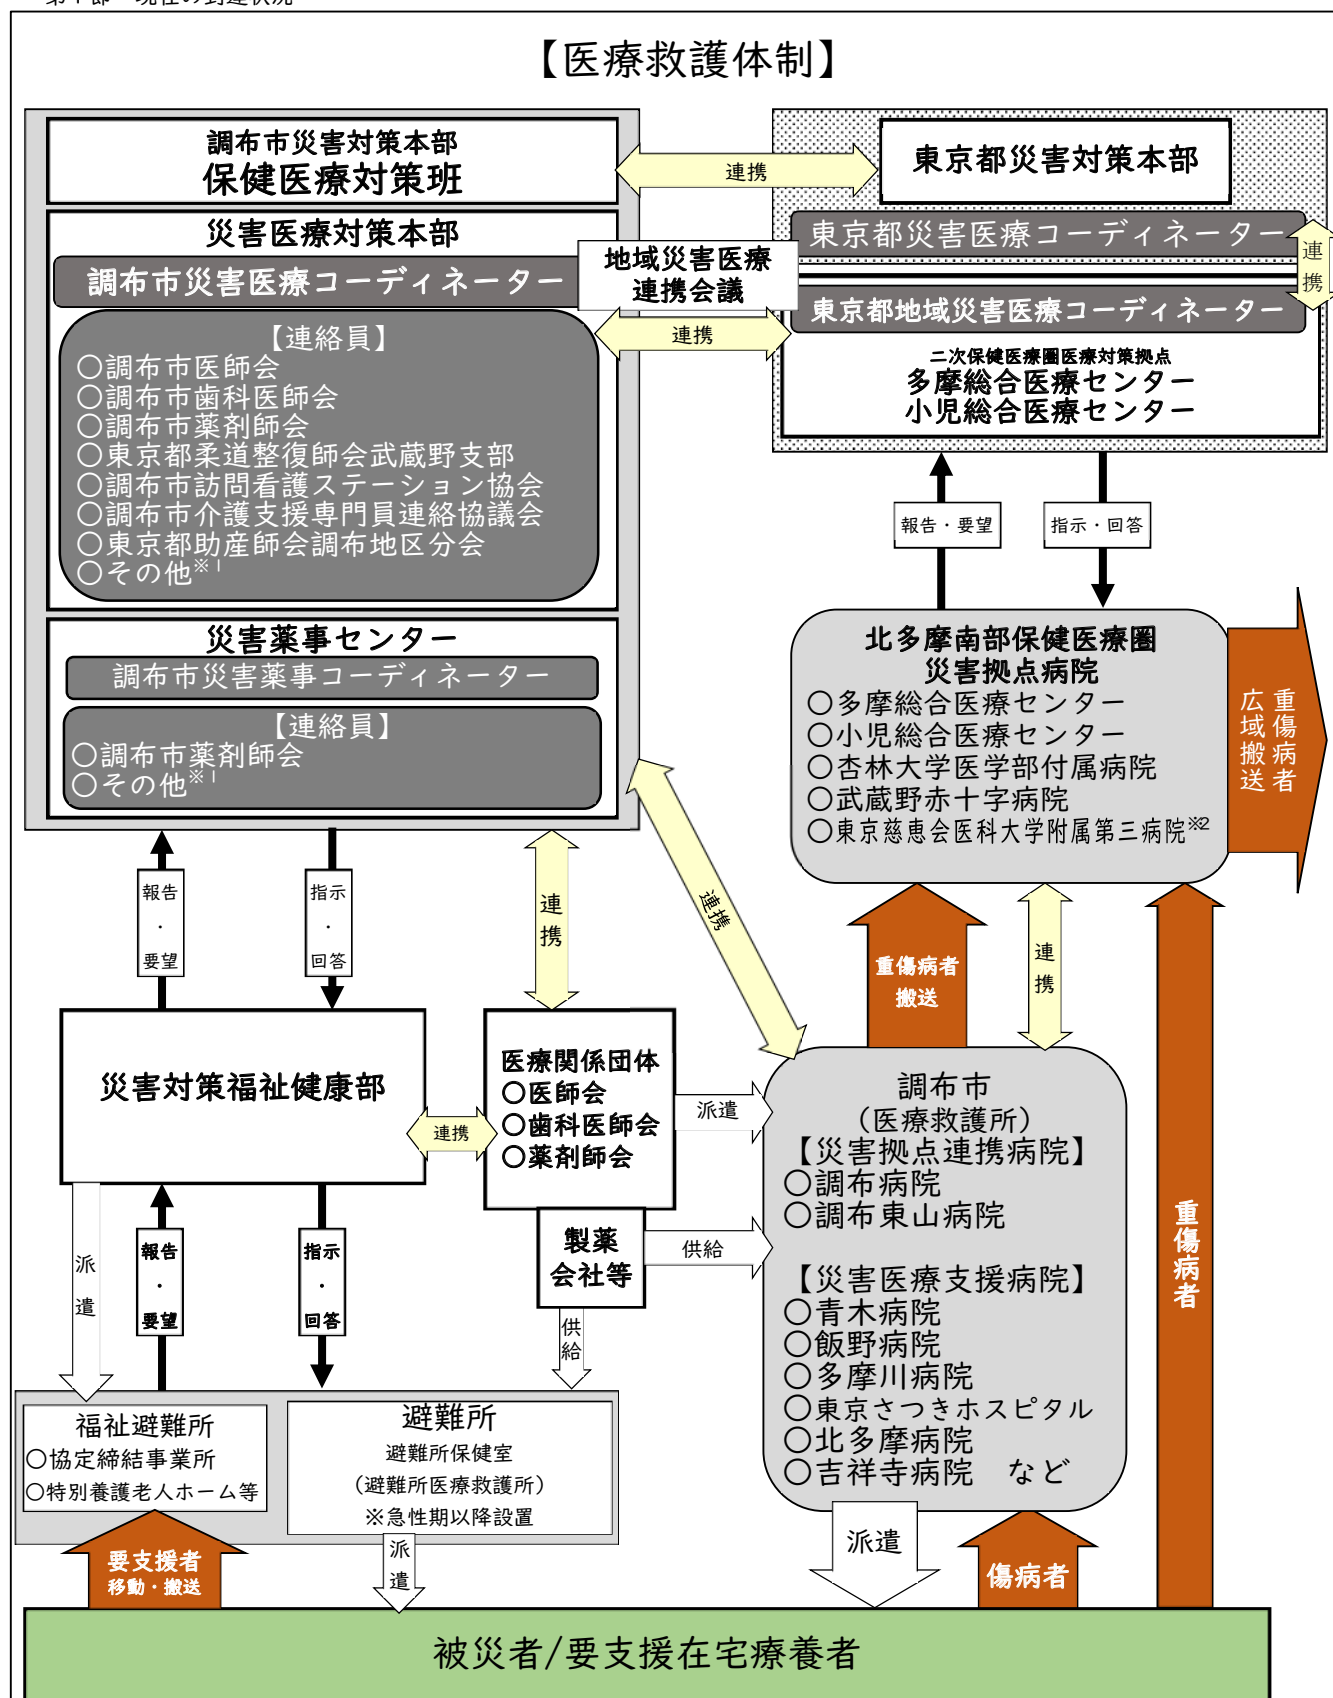 【医療救護体制】
調布市災害対策本部
保健医療対策班
連携
東京都災害対策本部
災害医療対策本部
調布市災害医療コーディネーター
地域災害医療
連携会議
東京都災害医療コーディネーター
連携
東京都地域災害医療コーディネーター
連携
【連絡員】
○調布市医師会
○調布市歯科医師会
○調布市薬剤師会
○東京都柔道整復師会武蔵野支部
○調布市訪問看護ステーション協会
○調布市介護支援専門員連絡協議会
○東京都助産師会調布地区分会
○その他※1
二次保健医療圏医療対策拠点
多摩総合医療センター
小児総合医療センター
報告・要望
指示・回答
災害薬事センター
調布市災害薬事コーディネーター
【連絡員】
○調布市薬剤師会
○その他※1
北多摩南部保健医療圏
災害拠点病院
○多摩総合医療センター
○小児総合医療センター
○杏林大学医学部付属病院
○武蔵野赤十字病院
○東京慈恵会医科大学附属第三病院※2
重傷病者
広域搬送
報告
・
要望
指示
・
回答
連携
連携
重傷病者
搬送
連携
災害対策福祉健康部
連携
医療関係団体
○医師会
○歯科医師会
○薬剤師会
派遣
製薬
会社等
供給
供給
調布市
（医療救護所）
【災害拠点連携病院】
○調布病院
○調布東山病院
【災害医療支援病院】
○青木病院
○飯野病院
○多摩川病院
○東京さつきホスピタル
○北多摩病院
○吉祥寺病院　など
重傷病者
派遣
報告
・
要望
指示
・
回答
福祉避難所
○協定締結事業所
○特別養護老人ホーム等
避難所
避難所保健室
（避難所医療救護所）
※急性期以降設置
要支援者
移動・搬送
派遣
派遣
傷病者
被災者/要支援在宅療養者